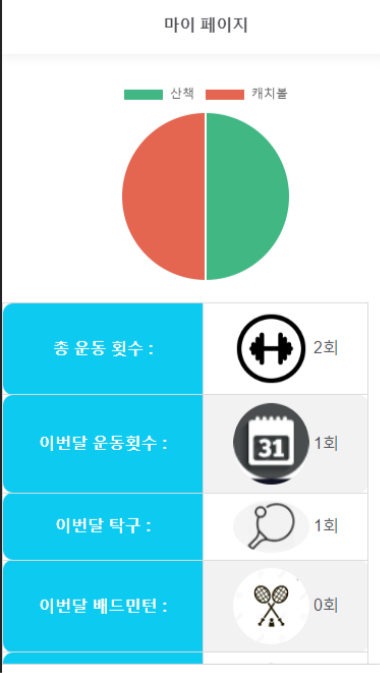 마이 페이지
산책 캐치볼
총 운동 횟수 : 2회
이번달 운동횟수 : 31 1회
이번달 탁구 : 1회
이번달 배드민턴 : 0회